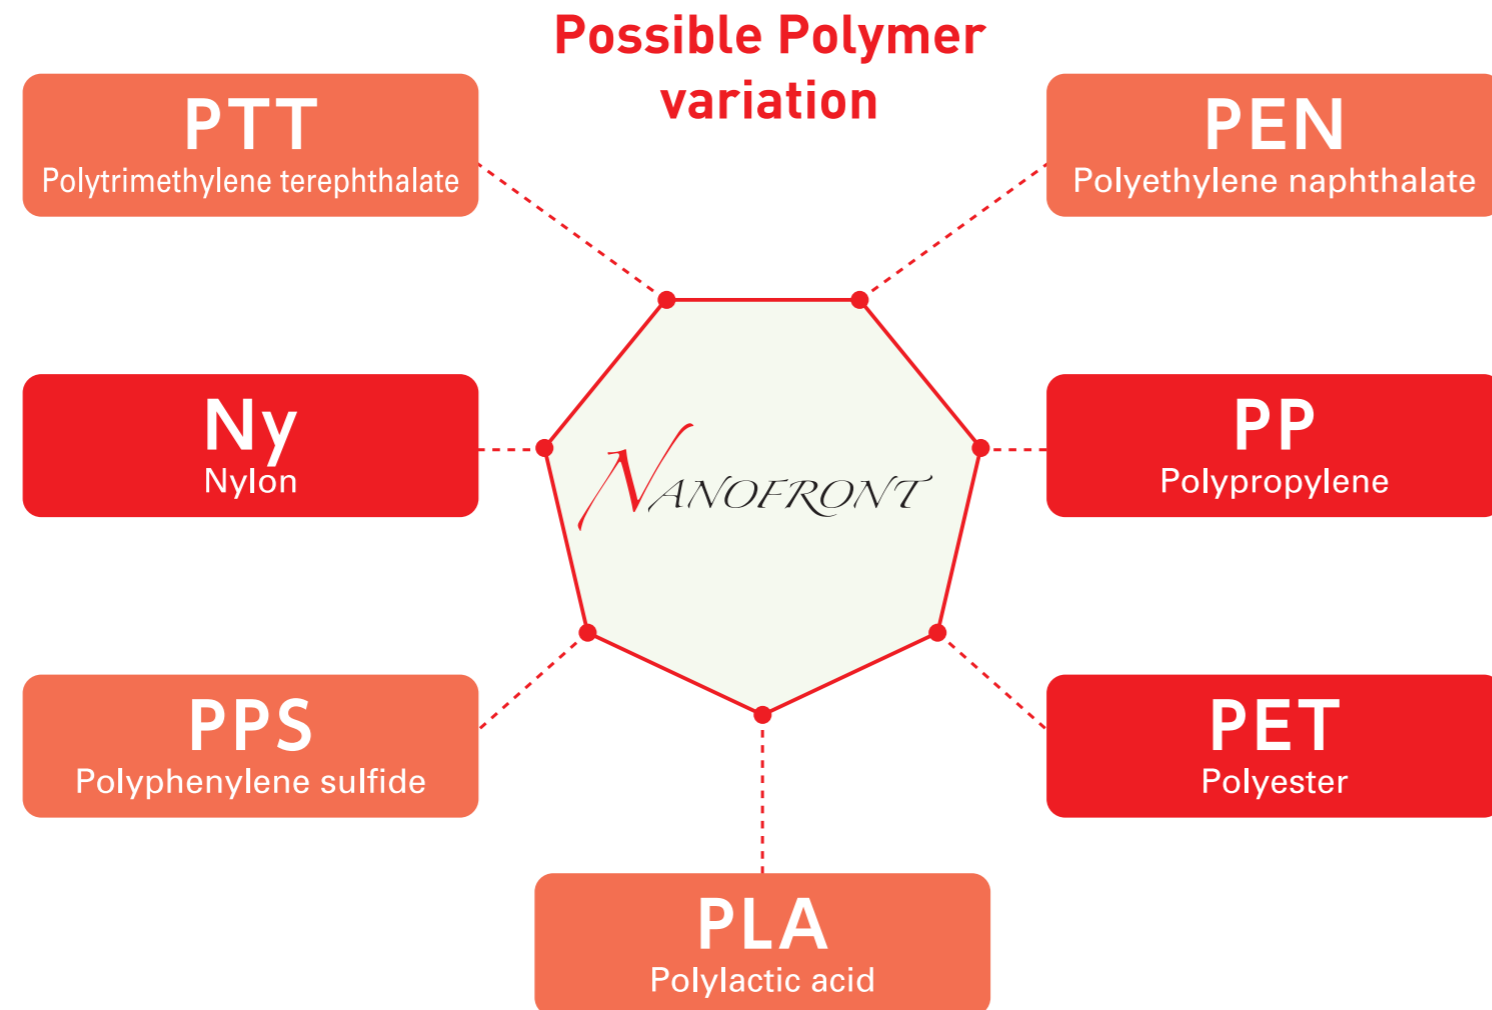 Possible Polymer
variation
PTT
Polytrimethylene terephthalate
PEN
Polyethylene naphthalate
Ny
Nylon
NANOFRONT
PP
Polypropylene
PPS
Polyphenylene sulfide
PET
Polyester
PLA
Polylactic acid